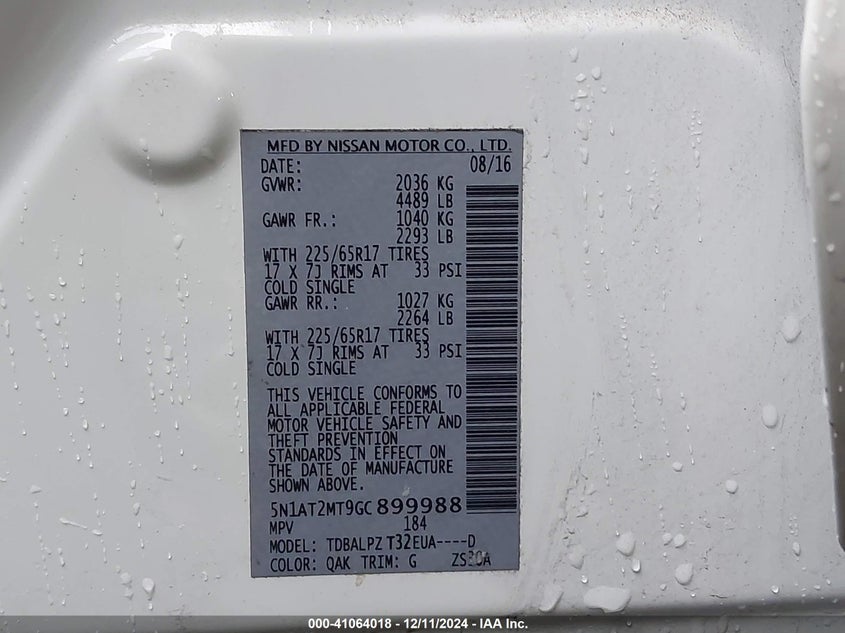 MFD BY NISSAN MOTOR CO., LTD.
DATE: 08/16
GVWR: 2036 KG
4489 LB
GAWR FR.: 1040 KG
2293 LB
WITH 225/65R17 TIRES
17 X 7J RIMS AT 33 PSI
COLD SINGLE
GAWR RR.: 1027 KG
2264 LB
WITH 225/65R17 TIRES
17 X 7J RIMS AT 33 PSI
COLD SINGLE
THIS VEHICLE CONFORMS TO
ALL APPLICABLE FEDERAL
MOTOR VEHICLE SAFETY AND
THEFT PREVENTION
STANDARDS IN EFFECT ON
THE DATE OF MANUFACTURE
SHOWN ABOVE.
5N1AT2MT9GC899988
MPV 184
MODEL: TDBALPZ T32EUA----D
COLOR: QAK TRIM: G
000-41064018 - 12/11/2024 - IAA Inc.